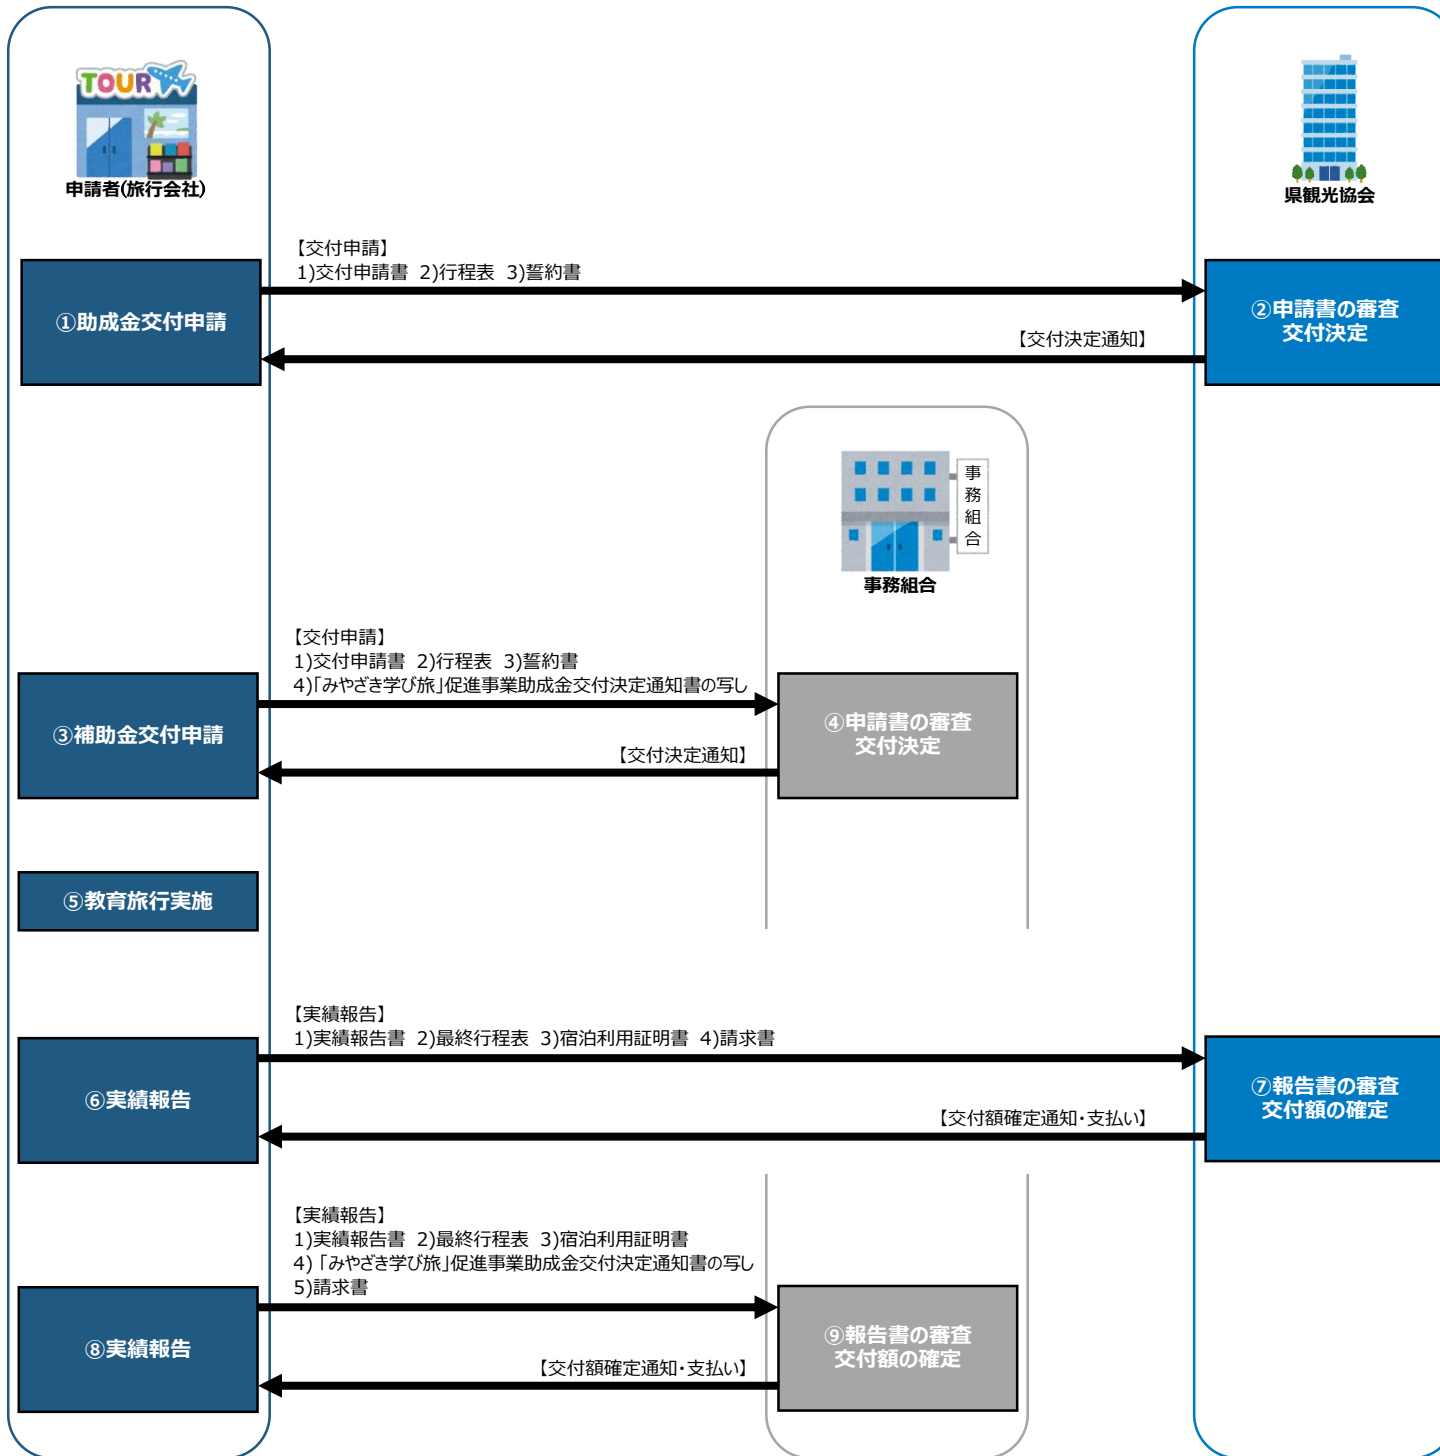 TOUR
申請者(旅行会社)
県観光協会
【交付申請】
1)交付申請書 2)行程表 3)誓約書
①助成金交付申請
②申請書の審査
交付決定
【交付決定通知】
事務組合
事務組合
【交付申請】
1)交付申請書 2)行程表 3)誓約書
4)「みやざき学び旅」促進事業助成金交付決定通知書の写し
③補助金交付申請
④申請書の審査
交付決定
【交付決定通知】
⑤教育旅行実施
【実績報告】
1)実績報告書 2)最終行程表 3)宿泊利用証明書 4)請求書
⑥実績報告
⑦報告書の審査
交付額の確定
【交付額確定通知・支払い】
【実績報告】
1)実績報告書 2)最終行程表 3)宿泊利用証明書
4)「みやざき学び旅」促進事業助成金交付決定通知書の写し
5)請求書
⑧実績報告
⑨報告書の審査
交付額の確定
【交付額確定通知・支払い】